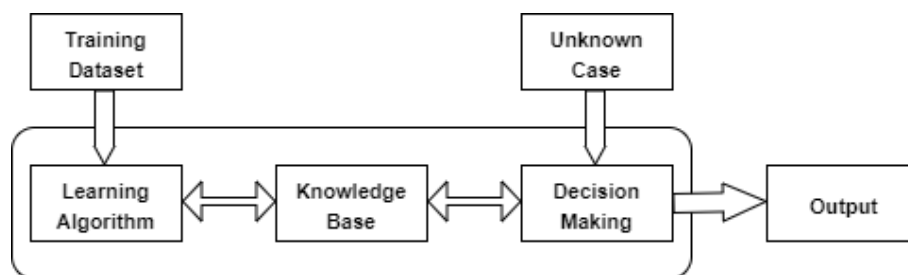 Training
Dataset
Unknown
Case
Learning
Algorithm
Knowledge
Base
Decision
Making
Output